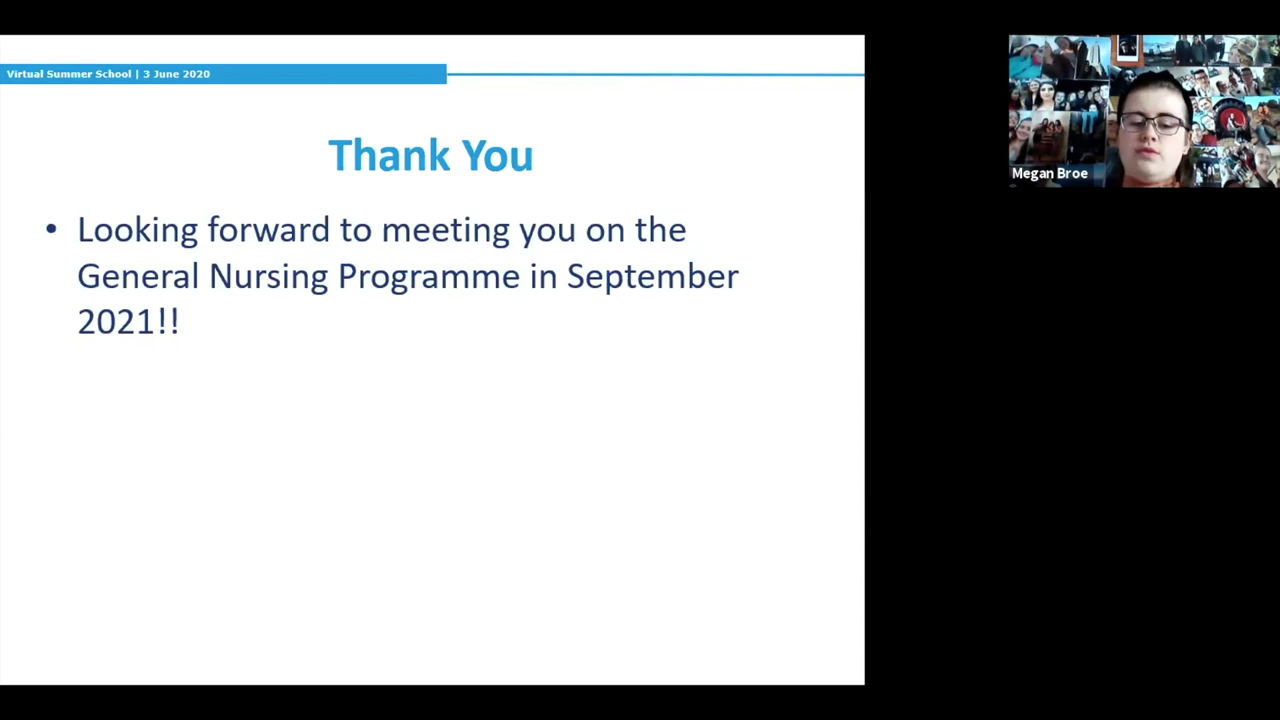 Virtual Summer School | 3 June 2020
Thank You
• Looking forward to meeting you on the
General Nursing Programme in September
2021!!
Megan Broe